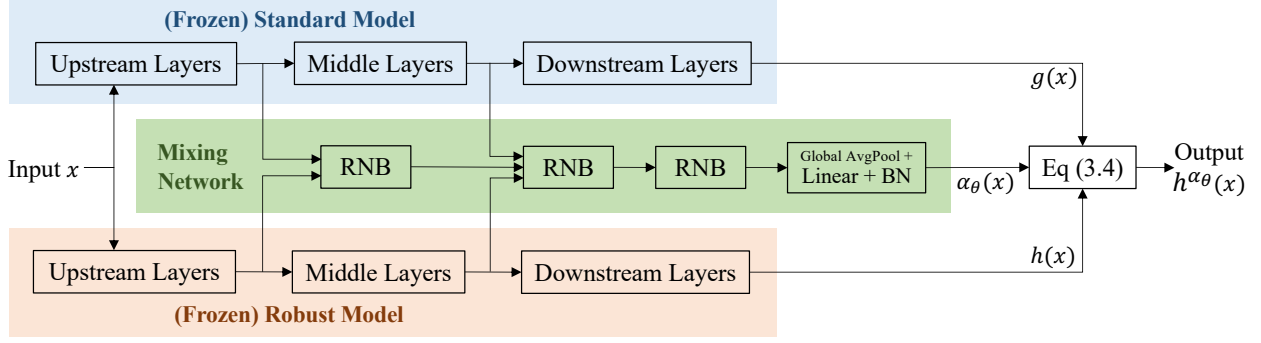 (Frozen) Standard Model
Upstream Layers
Middle Layers
Downstream Layers
g(x)
Input x
Mixing
Network
RNB
RNB
RNB
Global AvgPool +
Linear + BN
α_θ(x)
Eq (3.4)
Output
h^{α_θ}(x)
Upstream Layers
Middle Layers
Downstream Layers
h(x)
(Frozen) Robust Model